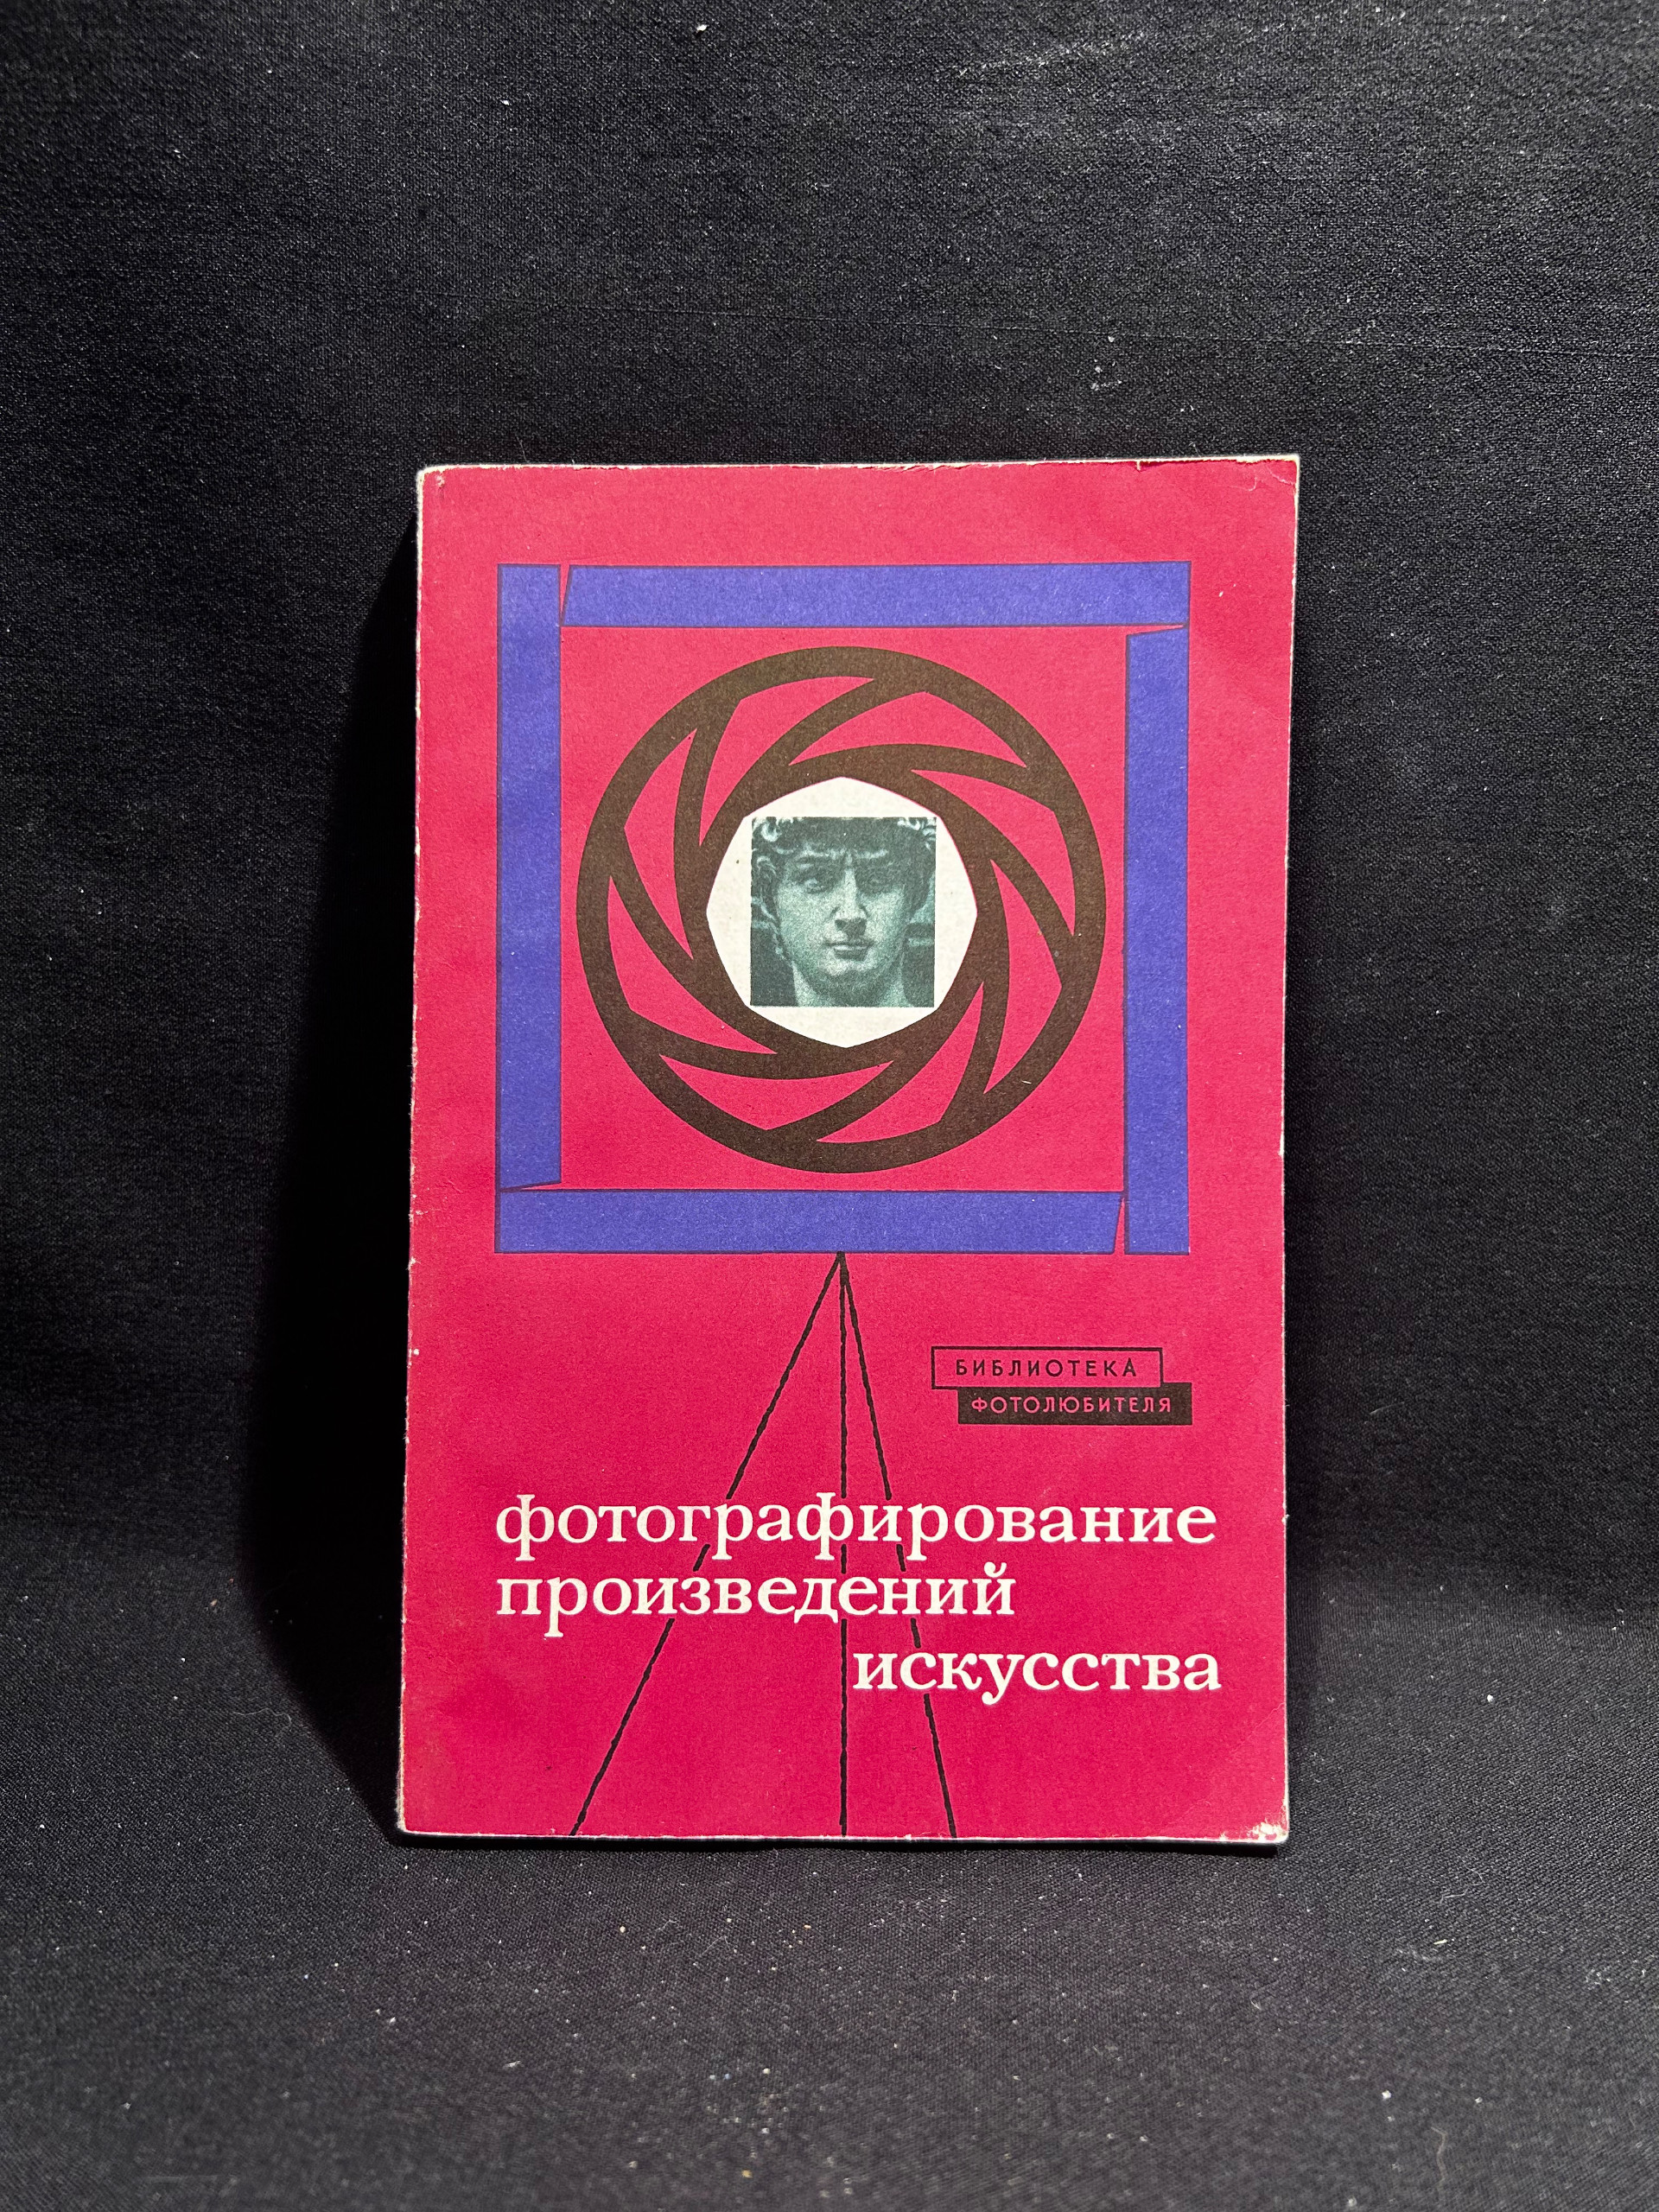 БИБЛИОТЕКА
ФОТОЛЮБИТЕЛЯ
фотографирование
произведений
искусства